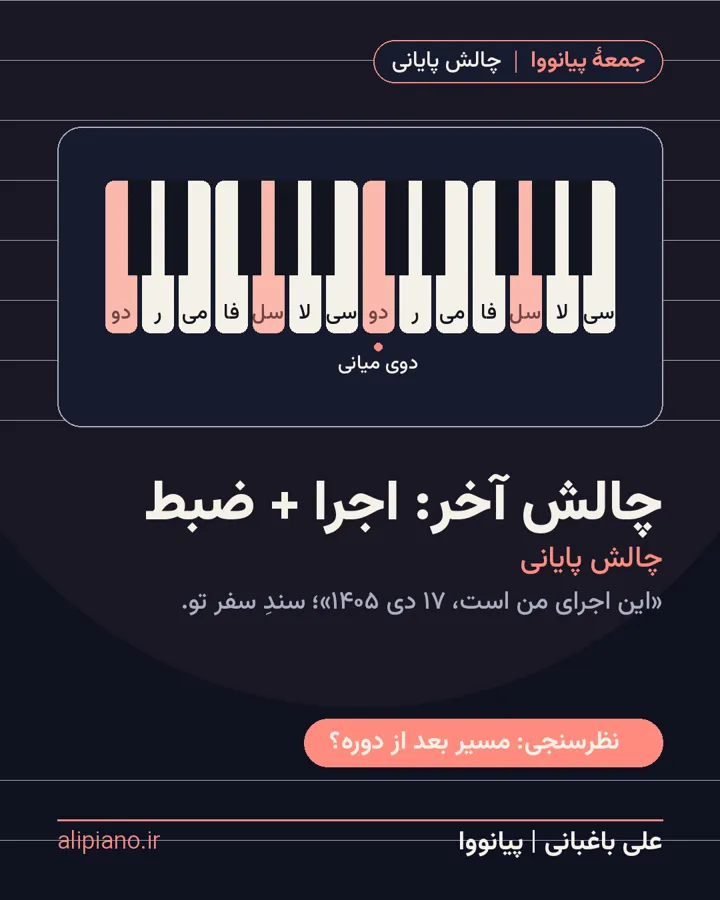 جمعهٔ پیانووا | چالش پایانی
دو ر می فا سل لا سی دو ر می فا سل لا سی
دوی میانی
چالش آخر: اجرا + ضبط
چالش پایانی
«این اجرای من است، ۱۷ دی ۱۴۰۵»؛ سندِ سفر تو.
نظرسنجی: مسیر بعد از دوره؟
علی باغبانی | پیانووا
alipiano.ir